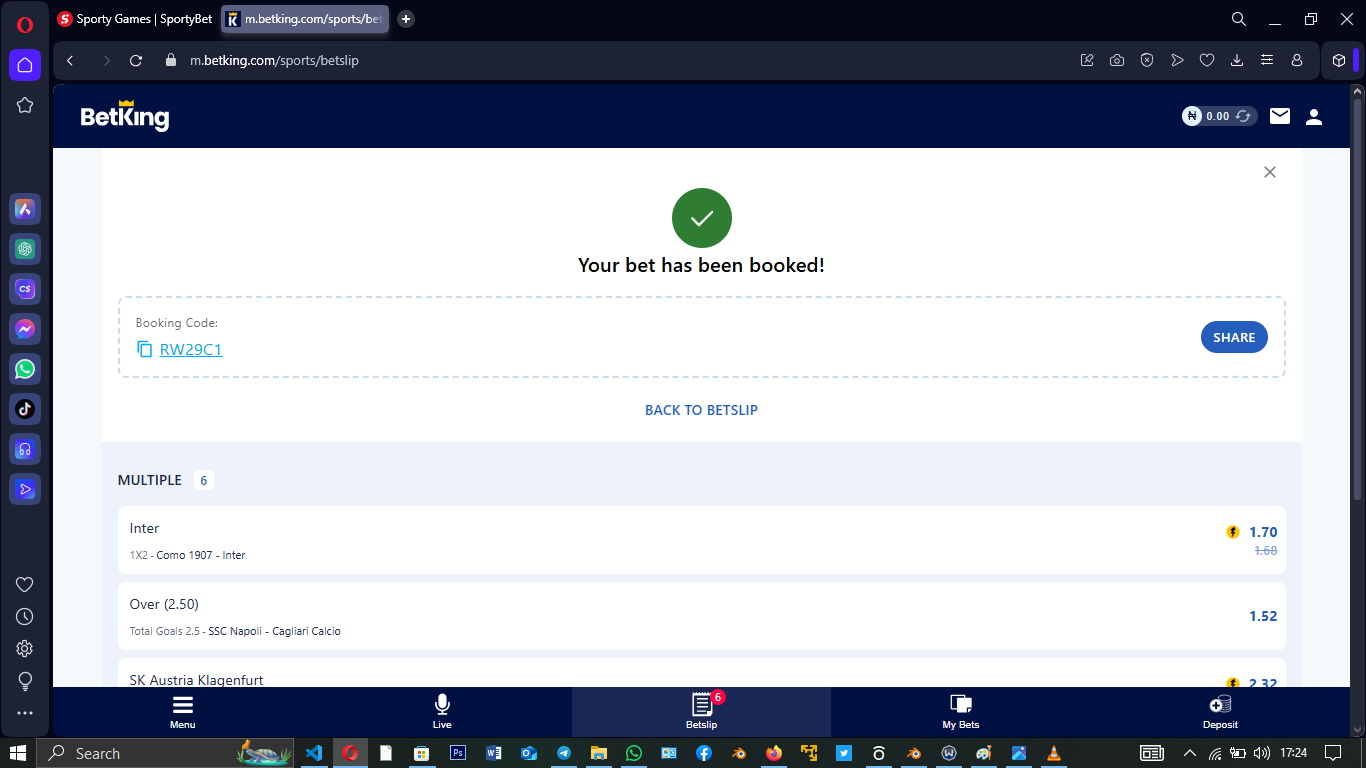 Sporty Games | SportyBet
m.betking.com/sports/bet
m.betking.com/sports/betslip
BetKing
₦ 0.00
Your bet has been booked!
Booking Code:
RW29C1
SHARE
BACK TO BETSLIP
MULTIPLE 6
Inter
1.70
1X2 - Como 1907 - Inter
1.68
Over (2.50)
1.52
Total Goals 2.5 - SSC Napoli - Cagliari Calcio
SK Austria Klagenfurt
2.32
6
Menu
Live
Betslip
My Bets
Deposit
Search
17:24